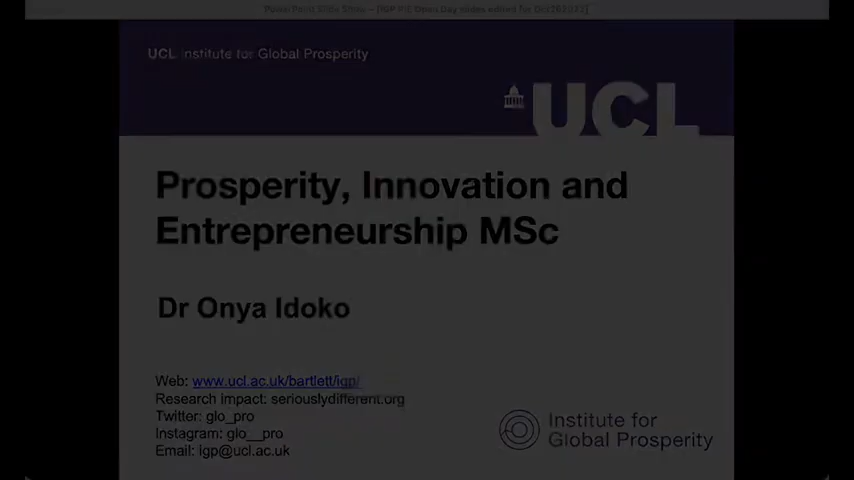 UCL Institute for Global Prosperity
UCL
Prosperity, Innovation and
Entrepreneurship MSc
Dr Onya Idoko
Web: www.ucl.ac.uk/bartlett/igp/
Research impact: seriouslydifferent.org
Twitter: glo_pro
Instagram: glo__pro
Email: igp@ucl.ac.uk
Institute for
Global Prosperity